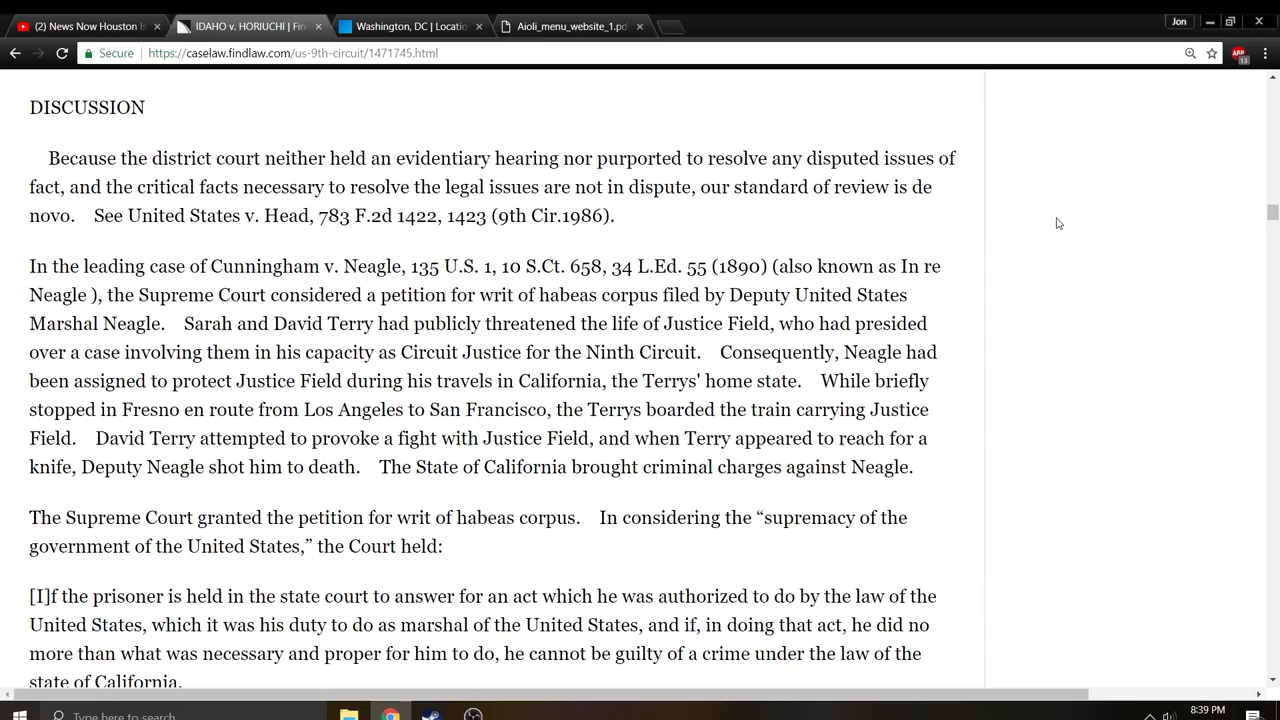 (2) News Now Houston Is
IDAHO v. HORIUCHI | Fin
Washington, DC | Locatio
Aioli_menu_website_1.pd
Jon
Secure
https://caselaw.findlaw.com/us-9th-circuit/1471745.html
ABP
13
DISCUSSION
Because the district court neither held an evidentiary hearing nor purported to resolve any disputed issues of
fact, and the critical facts necessary to resolve the legal issues are not in dispute, our standard of review is de
novo. See United States v. Head, 783 F.2d 1422, 1423 (9th Cir.1986).
In the leading case of Cunningham v. Neagle, 135 U.S. 1, 10 S.Ct. 658, 34 L.Ed. 55 (1890) (also known as In re
Neagle ), the Supreme Court considered a petition for writ of habeas corpus filed by Deputy United States
Marshal Neagle. Sarah and David Terry had publicly threatened the life of Justice Field, who had presided
over a case involving them in his capacity as Circuit Justice for the Ninth Circuit. Consequently, Neagle had
been assigned to protect Justice Field during his travels in California, the Terrys' home state. While briefly
stopped in Fresno en route from Los Angeles to San Francisco, the Terrys boarded the train carrying Justice
Field. David Terry attempted to provoke a fight with Justice Field, and when Terry appeared to reach for a
knife, Deputy Neagle shot him to death. The State of California brought criminal charges against Neagle.
The Supreme Court granted the petition for writ of habeas corpus. In considering the “supremacy of the
government of the United States,” the Court held:
[I]f the prisoner is held in the state court to answer for an act which he was authorized to do by the law of the
United States, which it was his duty to do as marshal of the United States, and if, in doing that act, he did no
more than what was necessary and proper for him to do, he cannot be guilty of a crime under the law of the
state of California.
Type here to search
8:39 PM